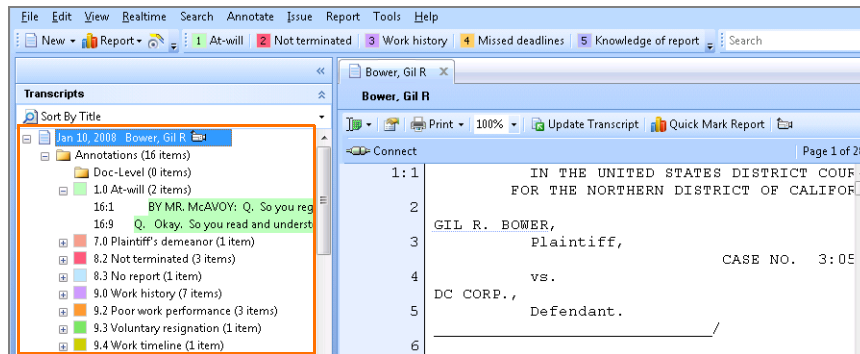 File Edit View Realtime Search Annotate Issue Report Tools Help
New Report 1 At-will 2 Not terminated 3 Work history 4 Missed deadlines 5 Knowledge of report Search
«
Transcripts
Sort By Title
Jan 10, 2008 Bower, Gil R
Annotations (16 items)
Doc-Level (0 items)
1.0 At-will (2 items)
16:1 BY MR. McAVOY: Q. So you reg
16:9 Q. Okay. So you read and underst
7.0 Plaintiff's demeanor (1 item)
8.2 Not terminated (3 items)
8.3 No report (1 item)
9.0 Work history (7 items)
9.2 Poor work performance (3 items)
9.3 Voluntary resignation (1 item)
9.4 Work timeline (1 item)
Bower, Gil R X
Bower, Gil R
Print 100% Update Transcript Quick Mark Report
Connect Page 1 of 28
1:1 IN THE UNITED STATES DISTRICT COUR
FOR THE NORTHERN DISTRICT OF CALIFOR
2
GIL R. BOWER,
3 Plaintiff,
CASE NO. 3:05
4 vs.
DC CORP.,
5 Defendant.
/
6